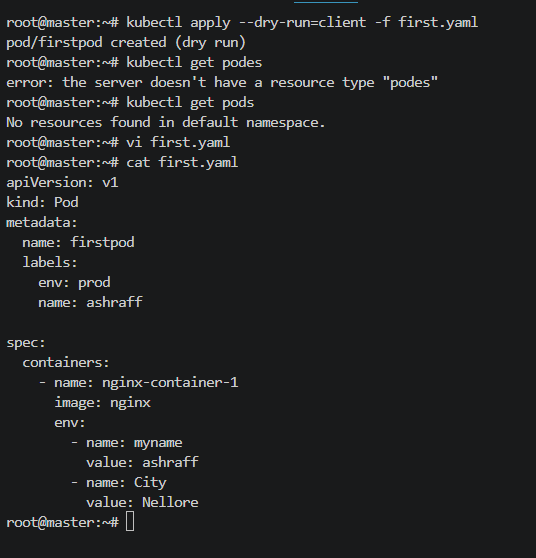 root@master:~# kubectl apply --dry-run=client -f first.yaml
pod/firstpod created (dry run)
root@master:~# kubectl get podes
error: the server doesn't have a resource type "podes"
root@master:~# kubectl get pods
No resources found in default namespace.
root@master:~# vi first.yaml
root@master:~# cat first.yaml
apiVersion: v1
kind: Pod
metadata:
  name: firstpod
  labels:
    env: prod
    name: ashraff

spec:
  containers:
    - name: nginx-container-1
      image: nginx
      env:
        - name: myname
          value: ashraff
        - name: City
          value: Nellore
root@master:~#